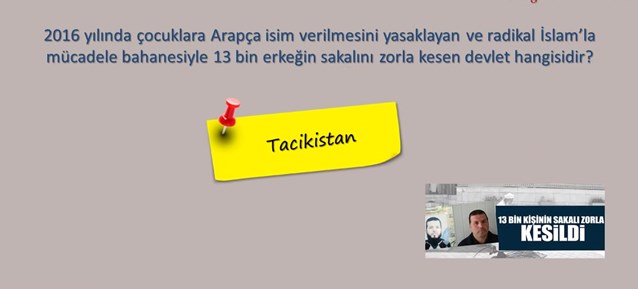 2016 yılında çocuklara Arapça isim verilmesini yasaklayan ve radikal İslam'la
mücadele bahanesiyle 13 bin erkeğin sakalını zorla kesen devlet hangisidir?
Tacikistan
13 BİN KİŞİNİN SAKALI ZORLA
KESİLDİ